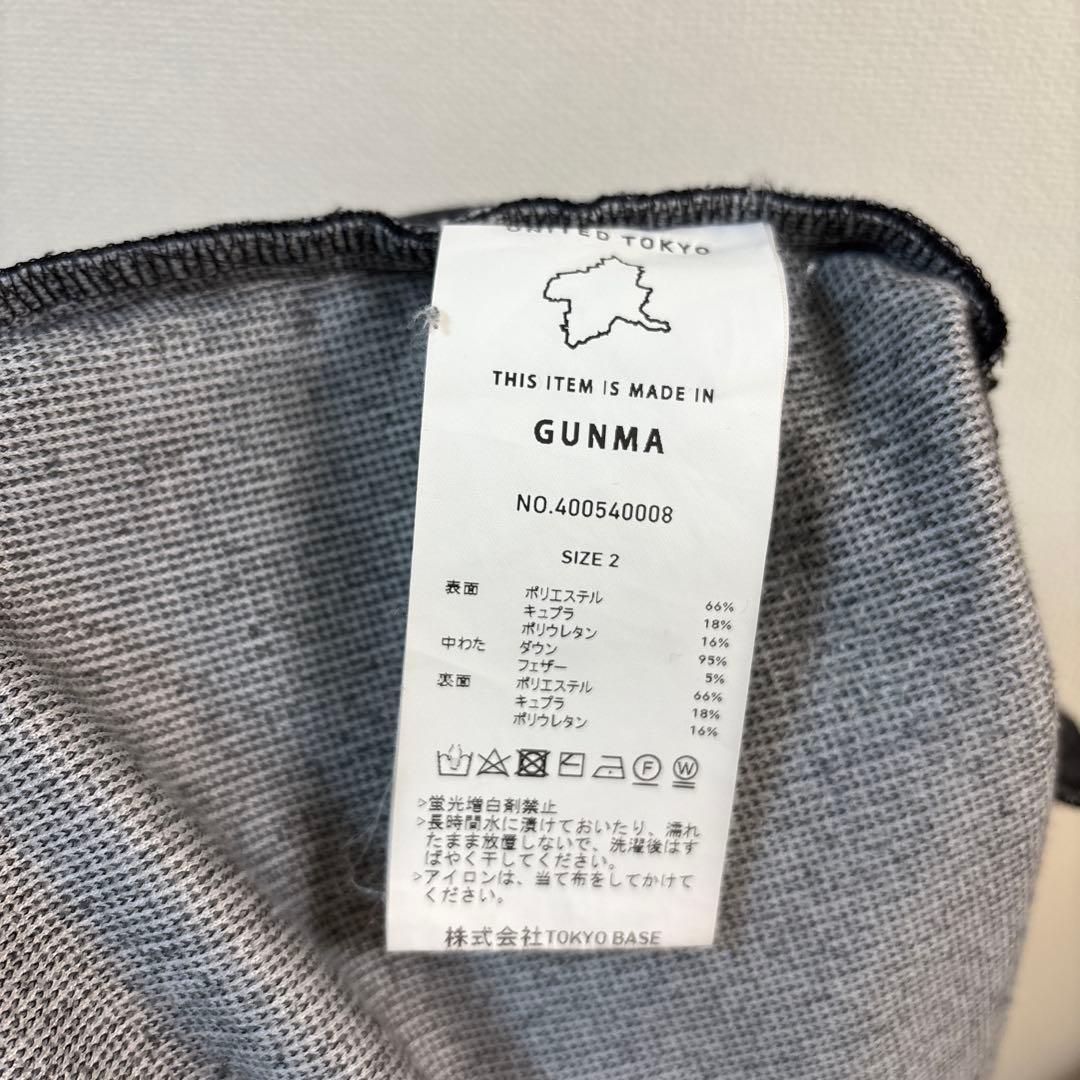 UNITED TOKYO
THIS ITEM IS MADE IN
GUNMA
NO.400540008
SIZE 2
表面 ポリエステル 66%
キュプラ 18%
ポリウレタン 16%
中わた ダウン 95%
フェザー 5%
裏面 ポリエステル 66%
キュプラ 18%
ポリウレタン 16%
F W
>蛍光増白剤禁止
>長時間水に漬けておいたり、濡れ
たまま放置しないで、洗濯後はす
ばやく干してください。
>アイロンは、当て布をしてかけて
ください。
株式会社TOKYO BASE